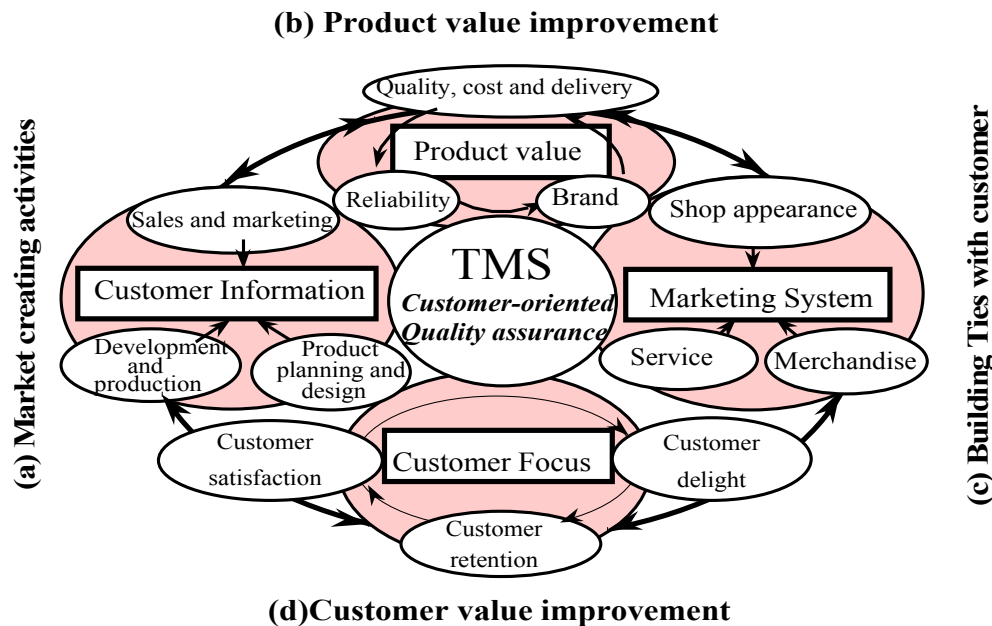 (b) Product value improvement
Quality, cost and delivery
Product value
Reliability
Brand
(a) Market creating activities
Sales and marketing
Customer Information
Development
and
production
Product
planning and
design
TMS
Customer-oriented
Quality assurance
Shop appearance
Marketing System
Service
Merchandise
(c) Building Ties with customer
Customer
satisfaction
Customer Focus
Customer
delight
Customer
retention
(d)Customer value improvement